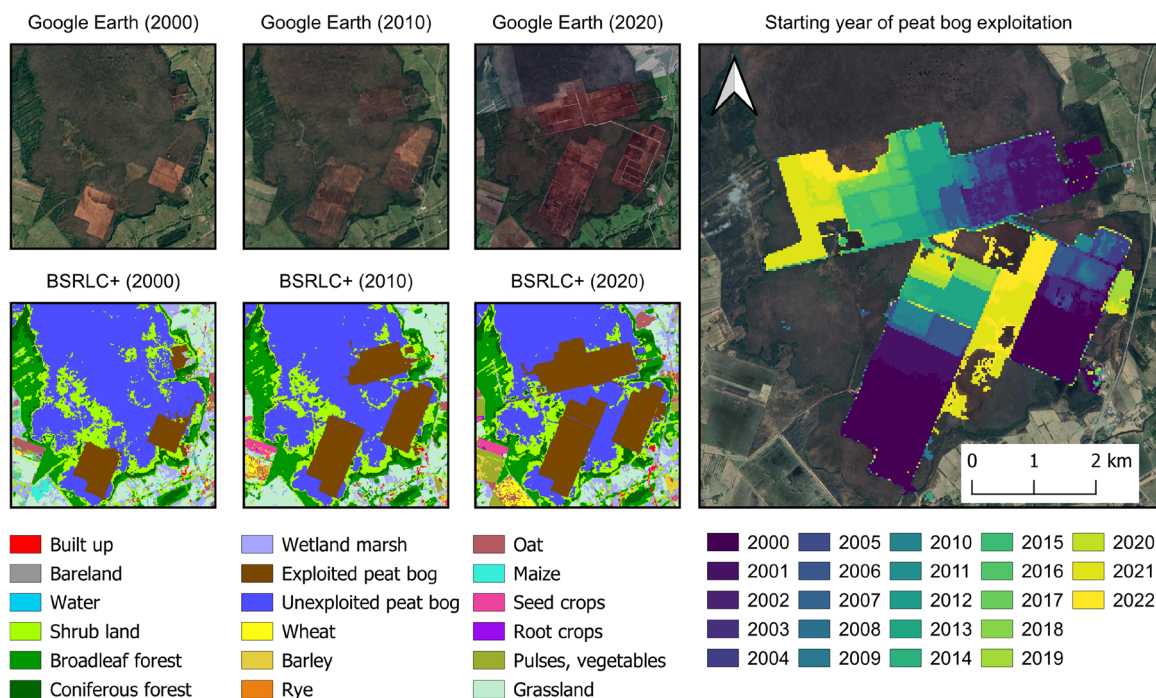 Google Earth (2000)
Google Earth (2010)
Google Earth (2020)
Starting year of peat bog exploitation
BSRLC+ (2000)
BSRLC+ (2010)
BSRLC+ (2020)
0 1 2 km
Built up
Bareland
Water
Shrub land
Broadleaf forest
Coniferous forest
Wetland marsh
Exploited peat bog
Unexploited peat bog
Wheat
Barley
Rye
Oat
Maize
Seed crops
Root crops
Pulses, vegetables
Grassland
2000
2001
2002
2003
2004
2005
2006
2007
2008
2009
2010
2011
2012
2013
2014
2015
2016
2017
2018
2019
2020
2021
2022